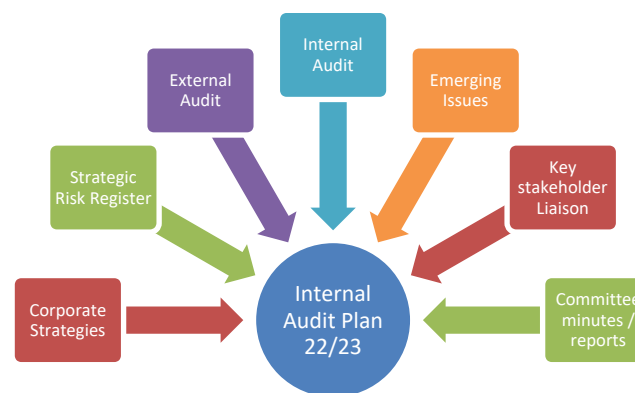 Internal
Audit
External
Audit
Emerging
Issues
Strategic
Risk Register
Key
stakeholder
Liaison
Corporate
Strategies
Internal
Audit Plan
22/23
Committee
minutes /
reports